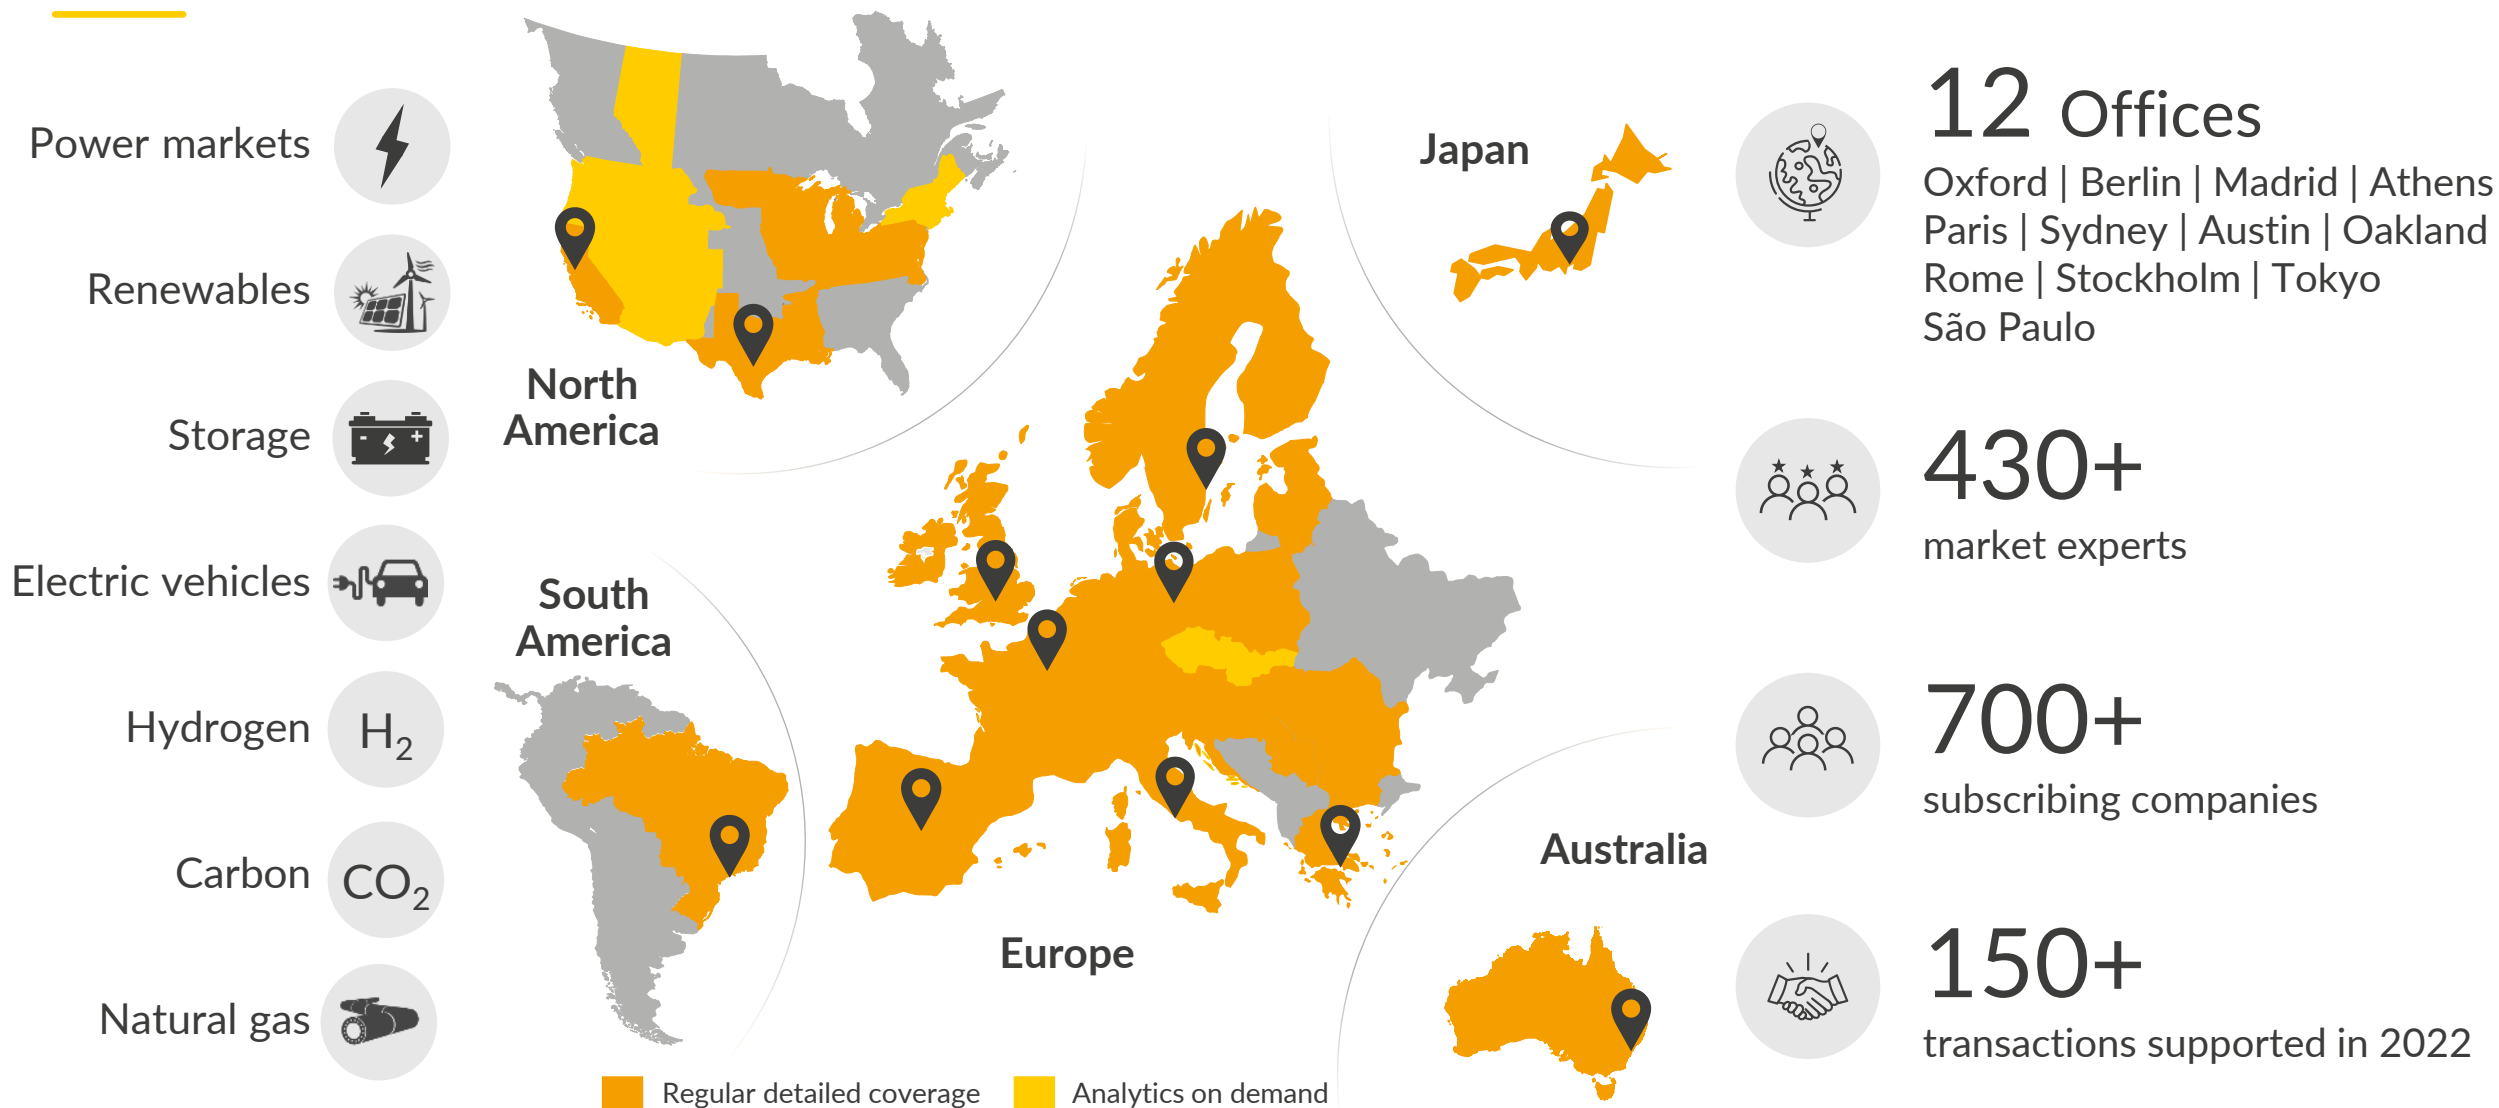 Power markets
Renewables
Storage
Electric vehicles
Hydrogen
H2
Carbon
CO2
Natural gas
North
America
South
America
Europe
Japan
Australia
Regular detailed coverage
Analytics on demand
12 Offices
Oxford | Berlin | Madrid | Athens
Paris | Sydney | Austin | Oakland
Rome | Stockholm | Tokyo
São Paulo
430+
market experts
700+
subscribing companies
150+
transactions supported in 2022